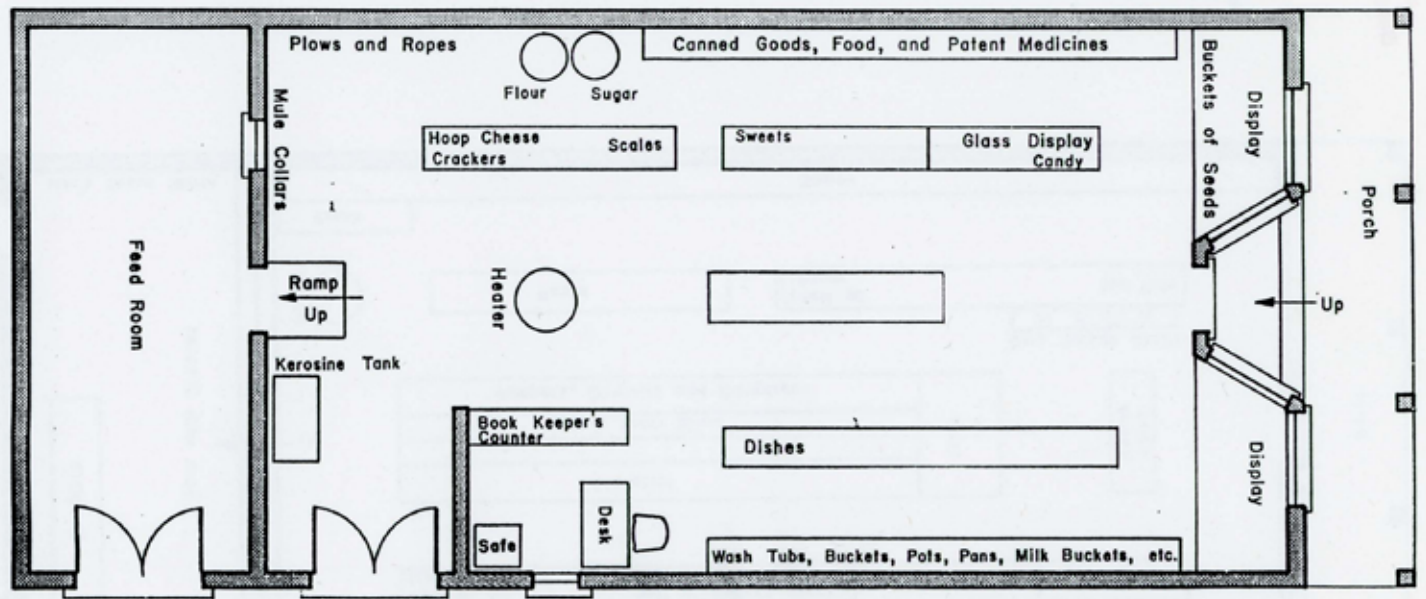 Plows and Ropes
Canned Goods, Food, and Patent Medicines
Flour
Sugar
Mule Collars
Hoop Cheese
Crackers
Scales
Sweets
Glass Display
Candy
Buckets of Seeds
Display
Porch
Feed Room
Ramp
Up
Heater
Up
Kerosine Tank
Book Keeper's
Counter
Dishes
Display
Safe
Desk
Wash Tubs, Buckets, Pots, Pans, Milk Buckets, etc.